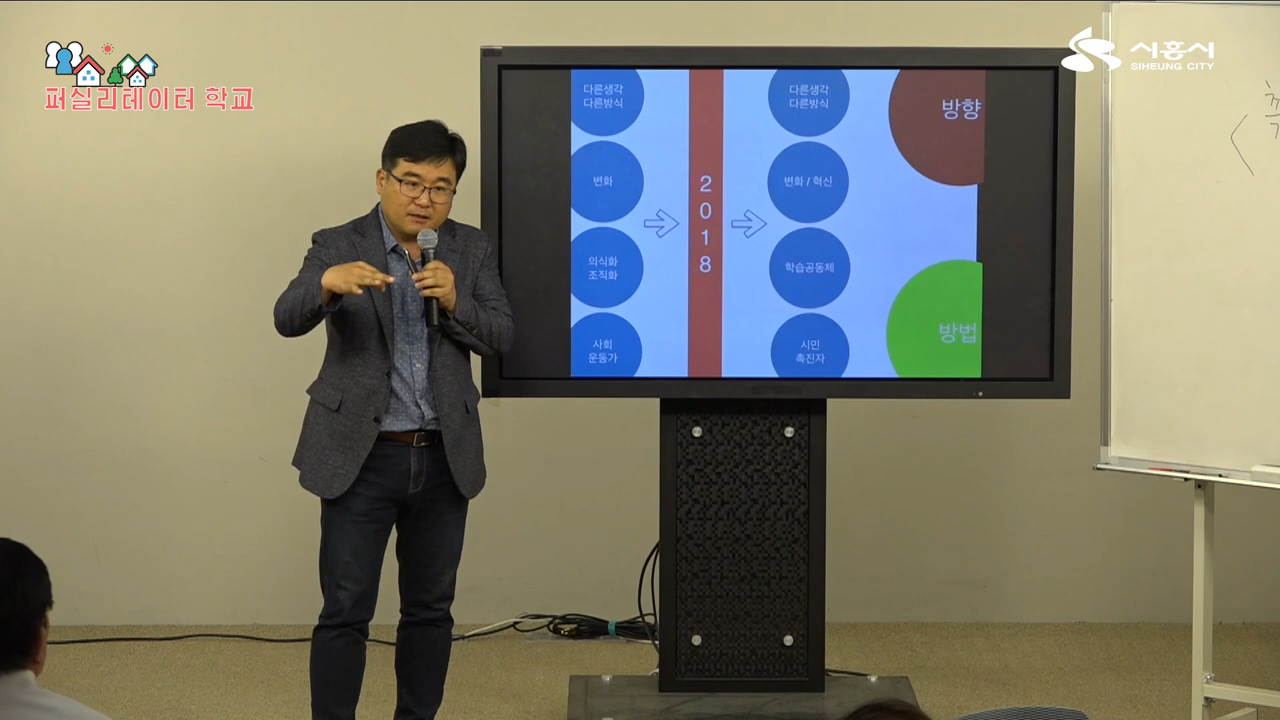 퍼실리테이터 학교
시흥시
SIHEUNG CITY
다른생각
다른방식
변화
의식화
조직화
사회
운동가
2
0
1
8
다른생각
다른방식
변화 / 혁신
학습공동체
시민
촉진자
방향
방법